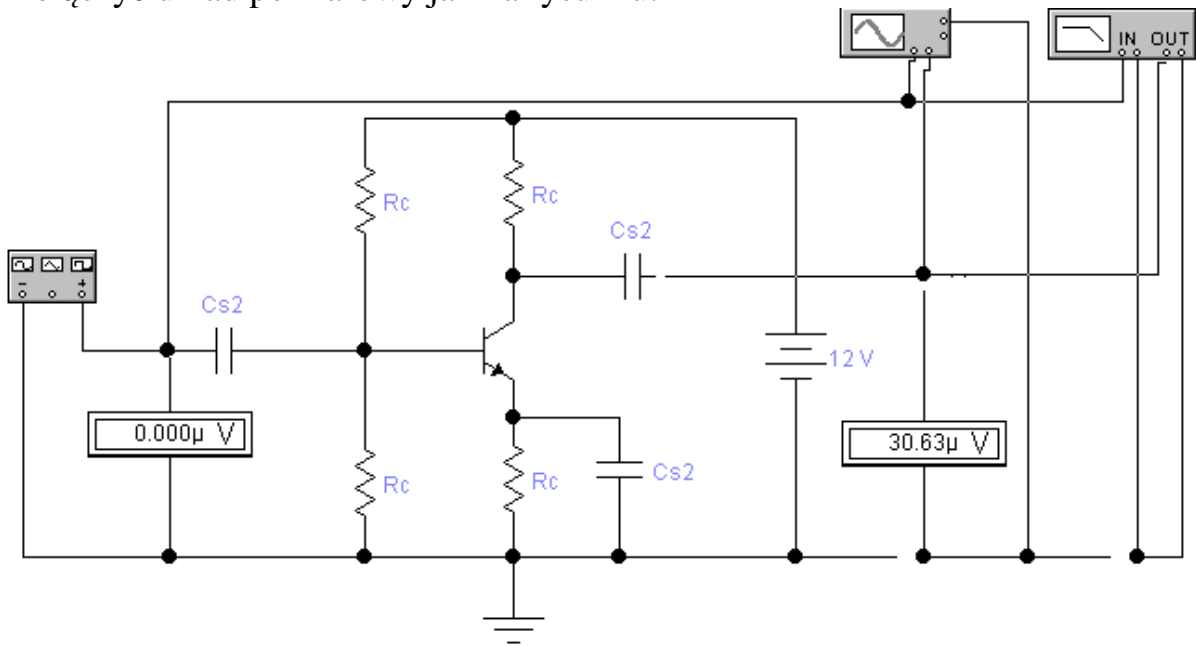 IN OUT
Rc
Rc
Cs2
− +
Cs2
12 V
0.000µ V
30.63µ V
Rc
Rc
Cs2